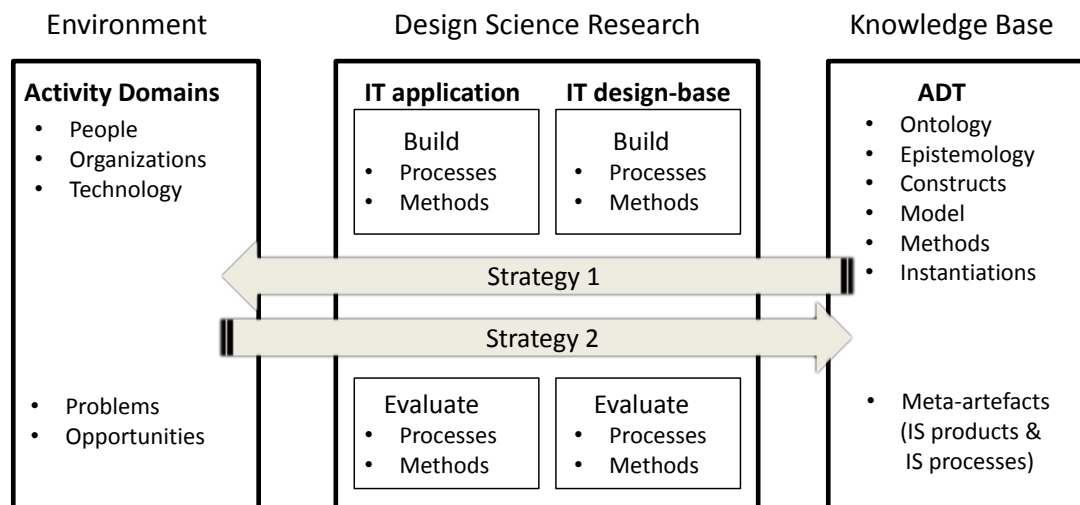 Environment
Design Science Research
Knowledge Base
Activity Domains
• People
• Organizations
• Technology
• Problems
• Opportunities
IT application
Build
• Processes
• Methods
IT design-base
Build
• Processes
• Methods
Strategy 1
Strategy 2
Evaluate
• Processes
• Methods
Evaluate
• Processes
• Methods
ADT
• Ontology
• Epistemology
• Constructs
• Model
• Methods
• Instantiations
• Meta-artefacts
(IS products &
IS processes)